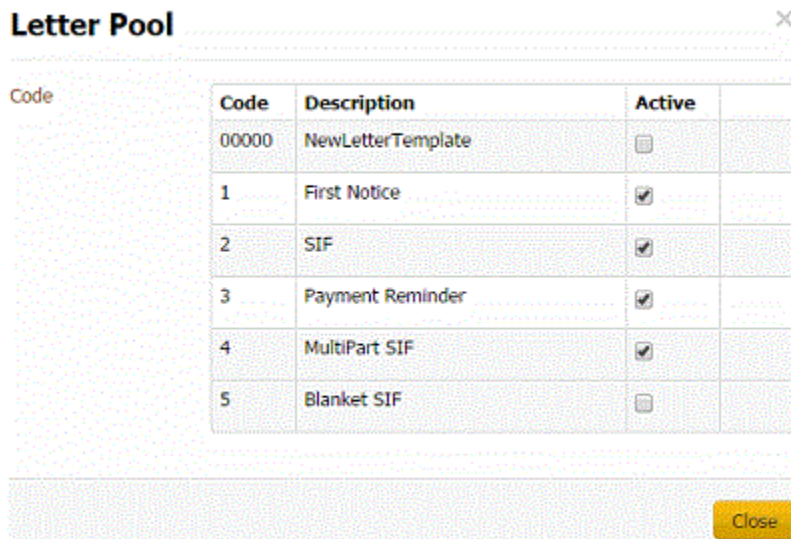 Letter Pool
Code
Code Description Active
00000 NewLetterTemplate
1 First Notice
2 SIF
3 Payment Reminder
4 MultiPart SIF
5 Blanket SIF
Close